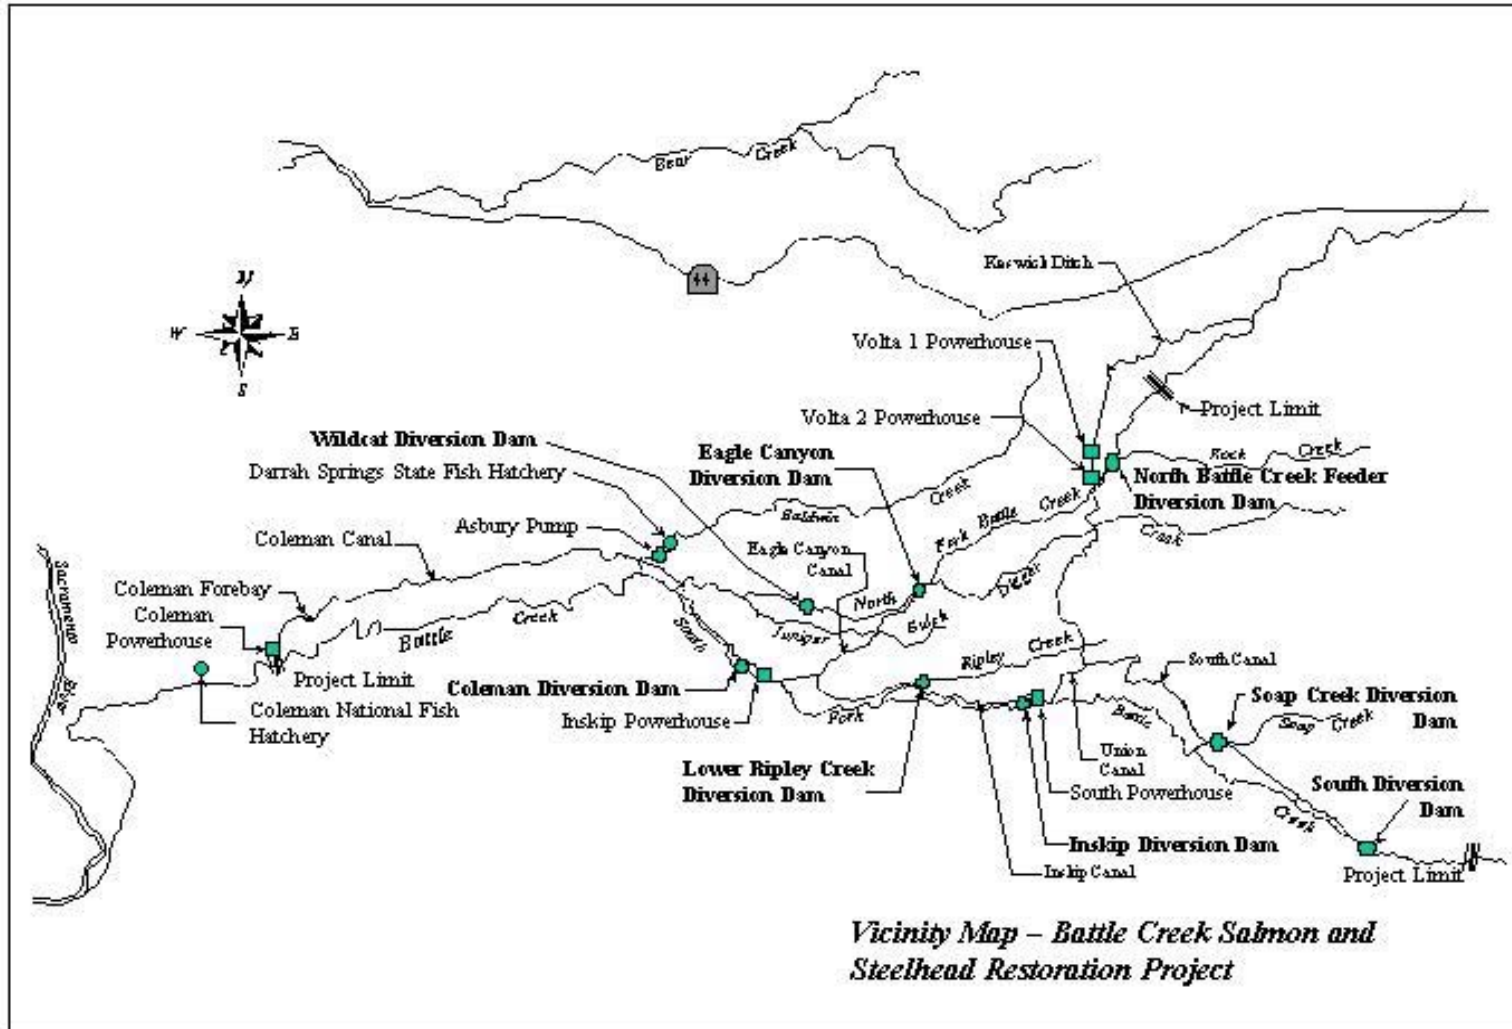 Bear Creek
N
W E
S
Keswick Ditch
Volta 1 Powerhouse
Project Limit
Volta 2 Powerhouse
Wildcat Diversion Dam
Darrah Springs State Fish Hatchery
Eagle Canyon
Diversion Dam
Rock Creek
North Battle Creek Feeder
Diversion Dam
Baldwin Creek
Asbury Pump
Coleman Canal
Eagle Canyon
Canal
North Fork Battle Creek
Digger Creek
Sacramento River
Coleman Forebay
Coleman
Powerhouse
Battle Creek
Juniper Gulch
Project Limit
Coleman National Fish
Hatchery
Coleman Diversion Dam
Inskip Powerhouse
South Fork Battle Creek
Ripley Creek
South Canal
Soap Creek Diversion
Dam
Soap Creek
Lower Ripley Creek
Diversion Dam
Union
Canal
South Powerhouse
South Diversion
Dam
Inskip Diversion Dam
Inskip Canal
Project Limit
Vicinity Map – Battle Creek Salmon and
Steelhead Restoration Project
44